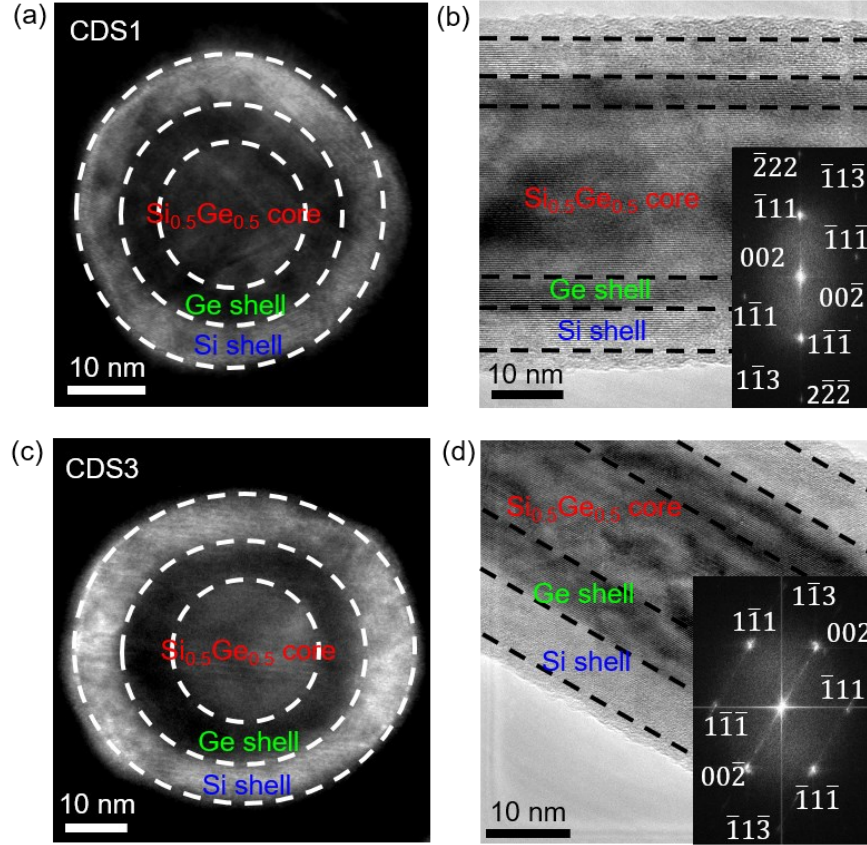 (a)
CDS1
Si₀.₅Ge₀.₅ core
Ge shell
Si shell
10 nm
(b)
Si₀.₅Ge₀.₅ core
Ge shell
Si shell
10 nm
2̄22
1̄13̄
1̄11
1̄11̄
002
002̄
11̄1
11̄1̄
11̄3
22̄2̄
(c)
CDS3
Si₀.₅Ge₀.₅ core
Ge shell
Si shell
10 nm
(d)
Si₀.₅Ge₀.₅ core
Ge shell
Si shell
10 nm
11̄3
11̄1
002
1̄11
11̄1̄
002̄
1̄11̄
1̄13̄